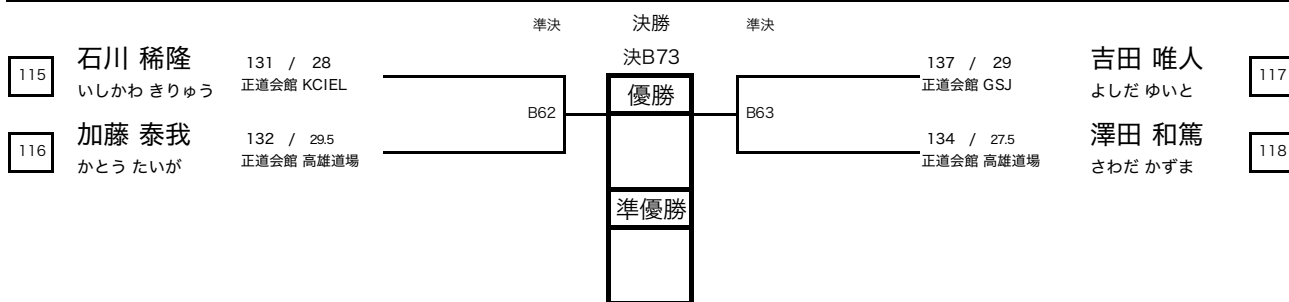 準決 決勝 準決
決B73
115 石川 稀隆 131 / 28
いしかわ きりゅう 正道会館 KCIEL
116 加藤 泰我 132 / 29.5
かとう たいが 正道会館 高雄道場
B62
優勝
準優勝
B63
137 / 29 吉田 唯人 117
正道会館 GSJ よしだ ゆいと
134 / 27.5 澤田 和篤 118
正道会館 高雄道場 さわだ かずま